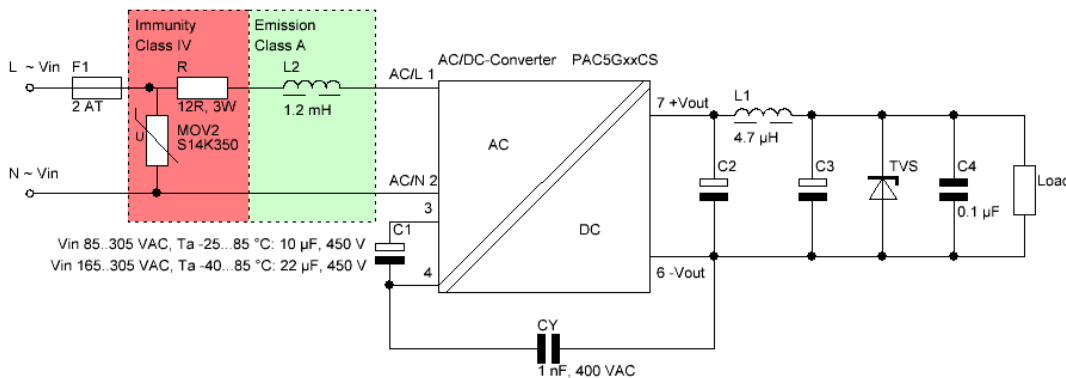 Immunity
Class IV
Emission
Class A
L ~ Vin
F1
2 AT
R
12R, 3W
L2
1.2 mH
AC/L 1
AC/DC-Converter PAC5GxxCS
7 +Vout
L1
4.7 µH
U
MOV2
S14K350
AC
N ~ Vin
AC/N 2
C2
C3
TVS
C4
0.1 µF
Load
3
C1
DC
Vin 85..305 VAC, Ta -25...85 °C: 10 µF, 450 V
Vin 165..305 VAC, Ta -40...85 °C: 22 µF, 450 V
4
6 -Vout
CY
1 nF, 400 VAC